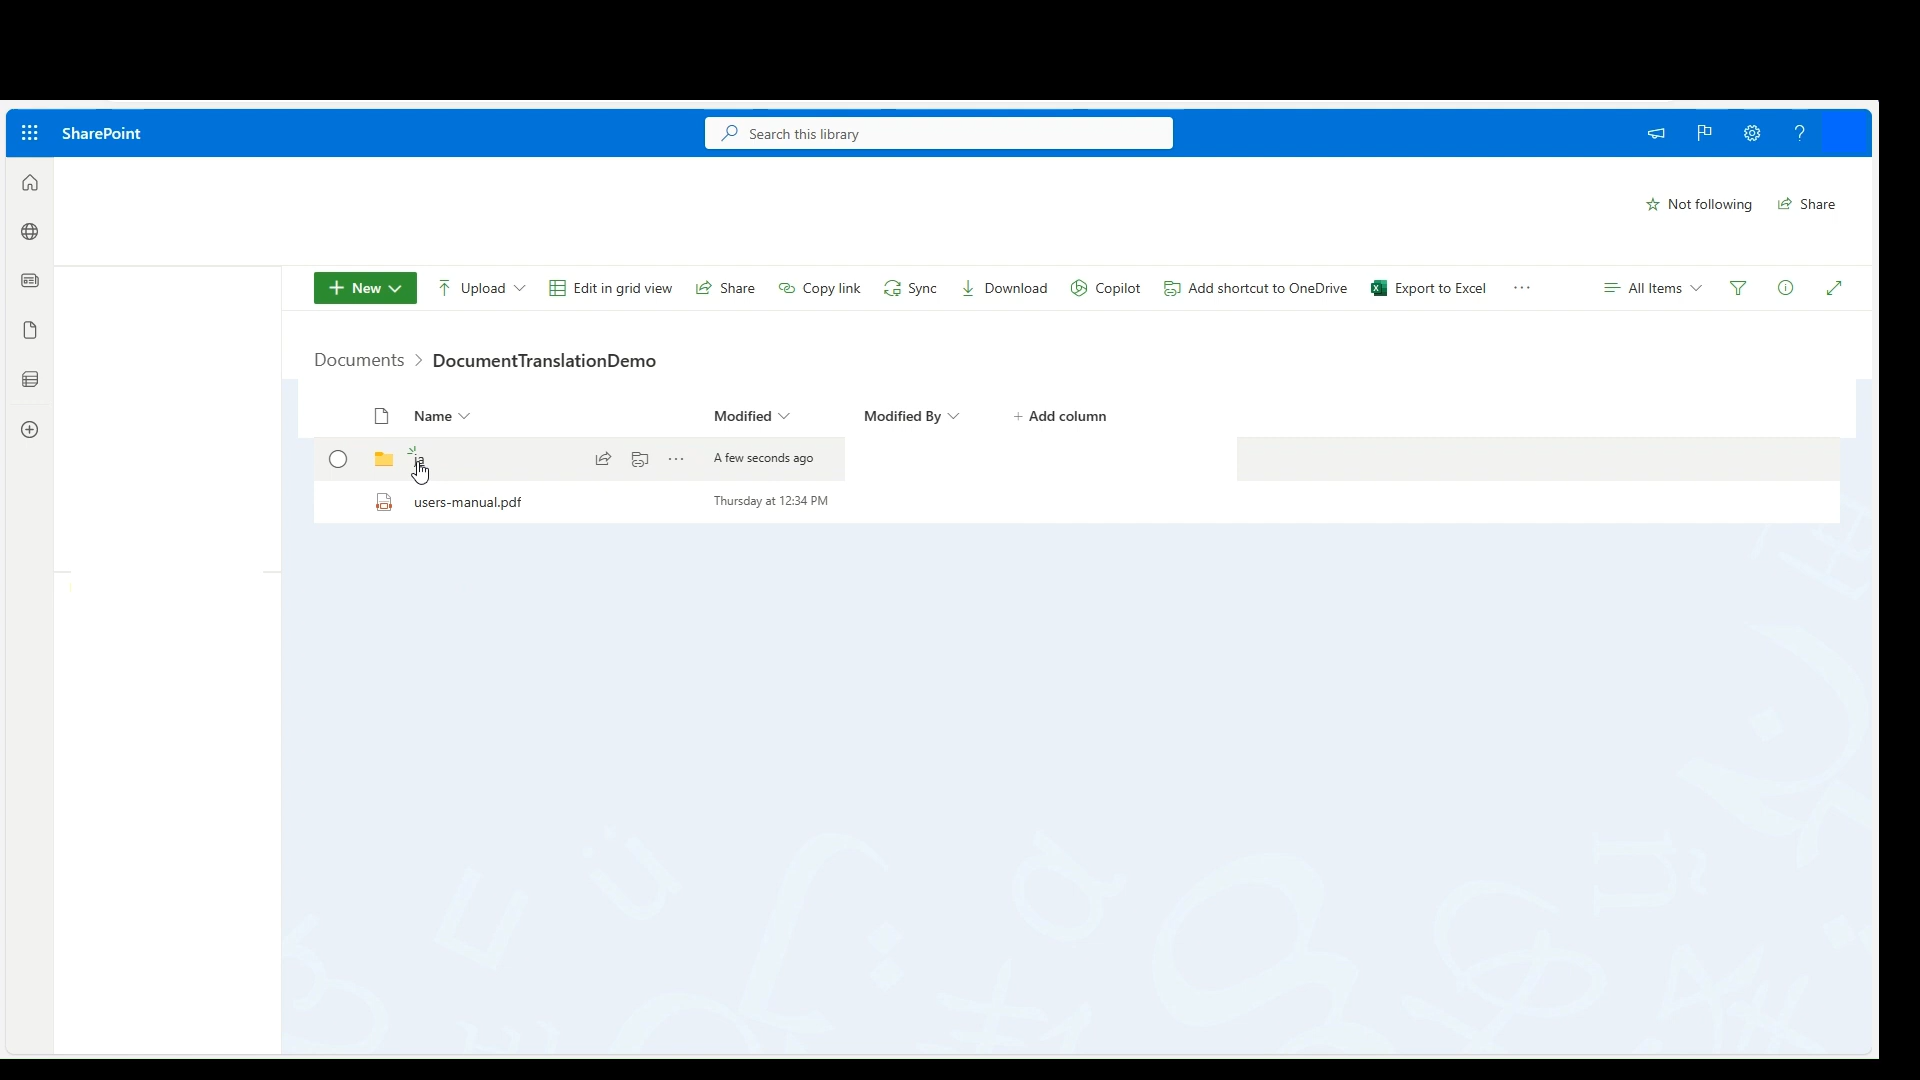 SharePoint
Search this library
Not following Share
New Upload Edit in grid view Share Copy link Sync Download Copilot Add shortcut to OneDrive Export to Excel ... All Items
Documents > DocumentTranslationDemo
Name Modified Modified By + Add column
ja A few seconds ago
users-manual.pdf Thursday at 12:34 PM